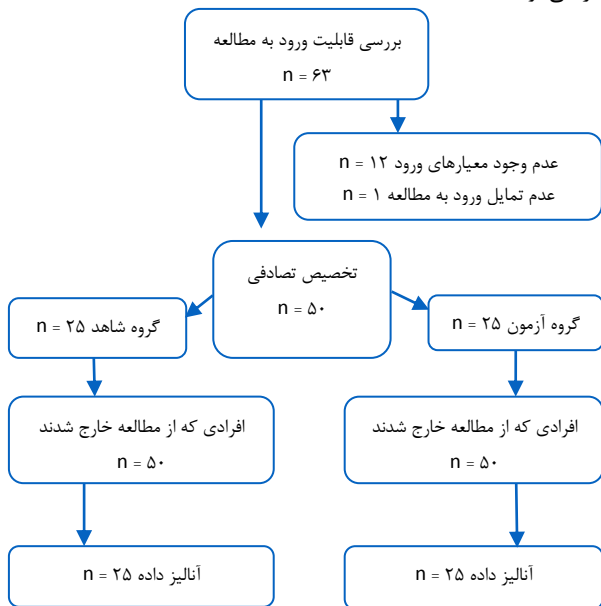 بررسی قابلیت ورود به مطالعه
n = ۶۳
عدم وجود معیارهای ورود n = ۱۲
عدم تمایل ورود به مطالعه n = ۱
تخصیص تصادفی
n = ۵۰
گروه آزمون n = ۲۵
گروه شاهد n = ۲۵
افرادی که از مطالعه خارج شدند
n = ۵۰
افرادی که از مطالعه خارج شدند
n = ۵۰
آنالیز داده n = ۲۵
آنالیز داده n = ۲۵